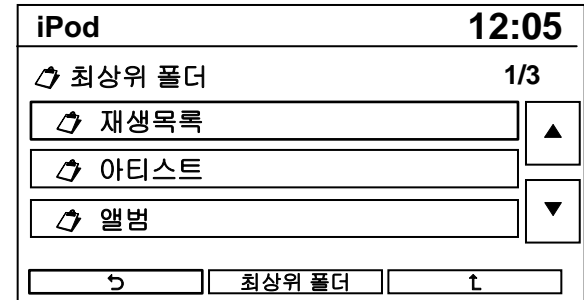 iPod 12:05
최상위 폴더 1/3
재생목록
아티스트
앨범
최상위 폴더